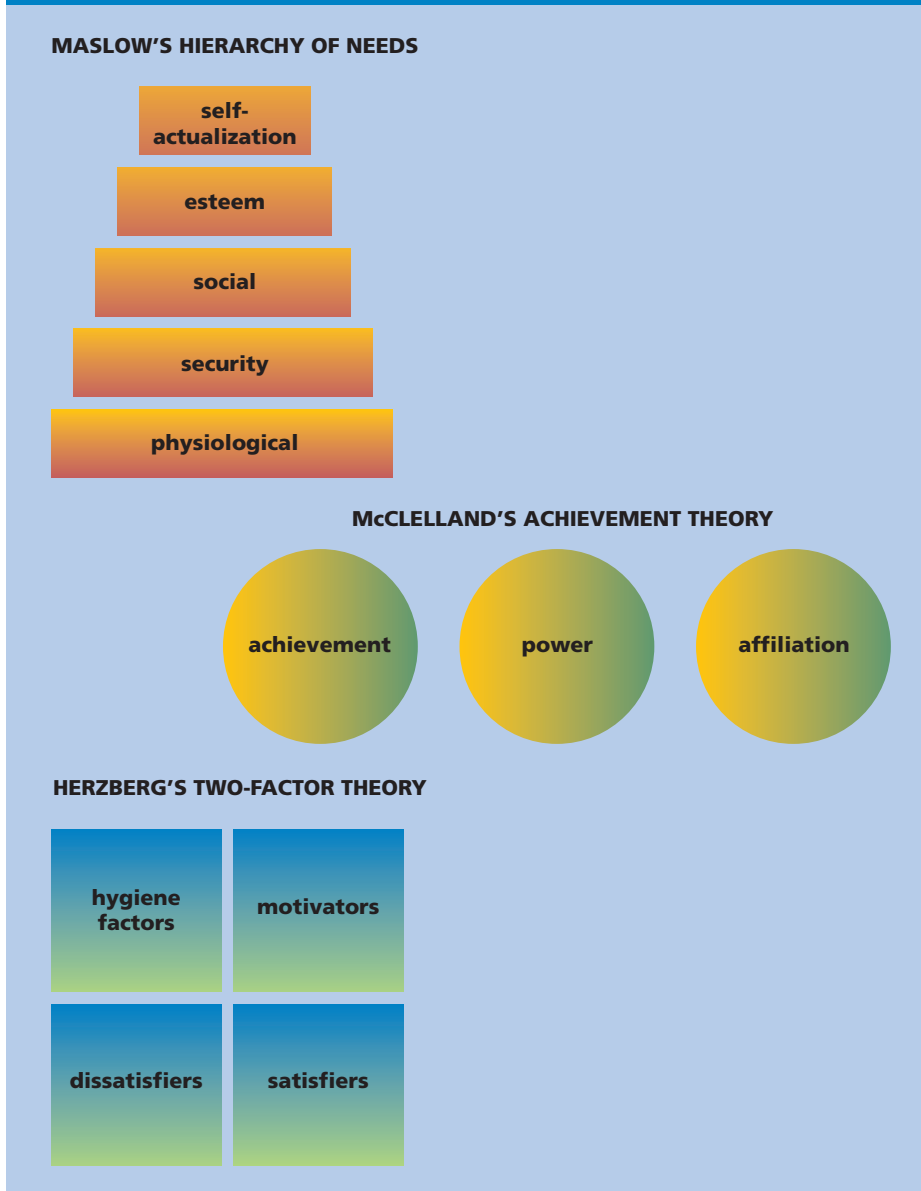 MASLOW’S HIERARCHY OF NEEDS
self-
actualization
esteem
social
security
physiological
McCLELLAND’S ACHIEVEMENT THEORY
achievement
power
affiliation
HERZBERG’S TWO-FACTOR THEORY
hygiene
factors
motivators
dissatisfiers
satisfiers